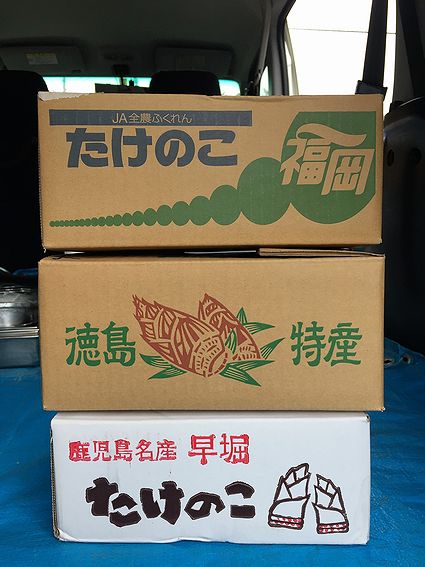 JA全農ふくれん
たけのこ
福岡
徳島 特産
鹿児島名産 早堀
たけのこ